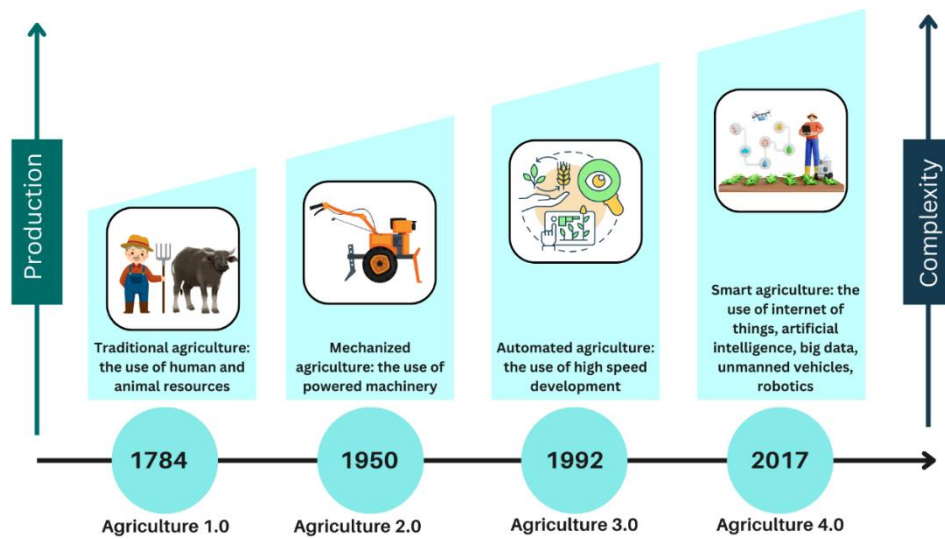 Production
Complexity
Traditional agriculture:
the use of human and
animal resources
Mechanized
agriculture: the use of
powered machinery
Automated agriculture:
the use of high speed
development
Smart agriculture: the
use of internet of
things, artificial
intelligence, big data,
unmanned vehicles,
robotics
1784
1950
1992
2017
Agriculture 1.0
Agriculture 2.0
Agriculture 3.0
Agriculture 4.0